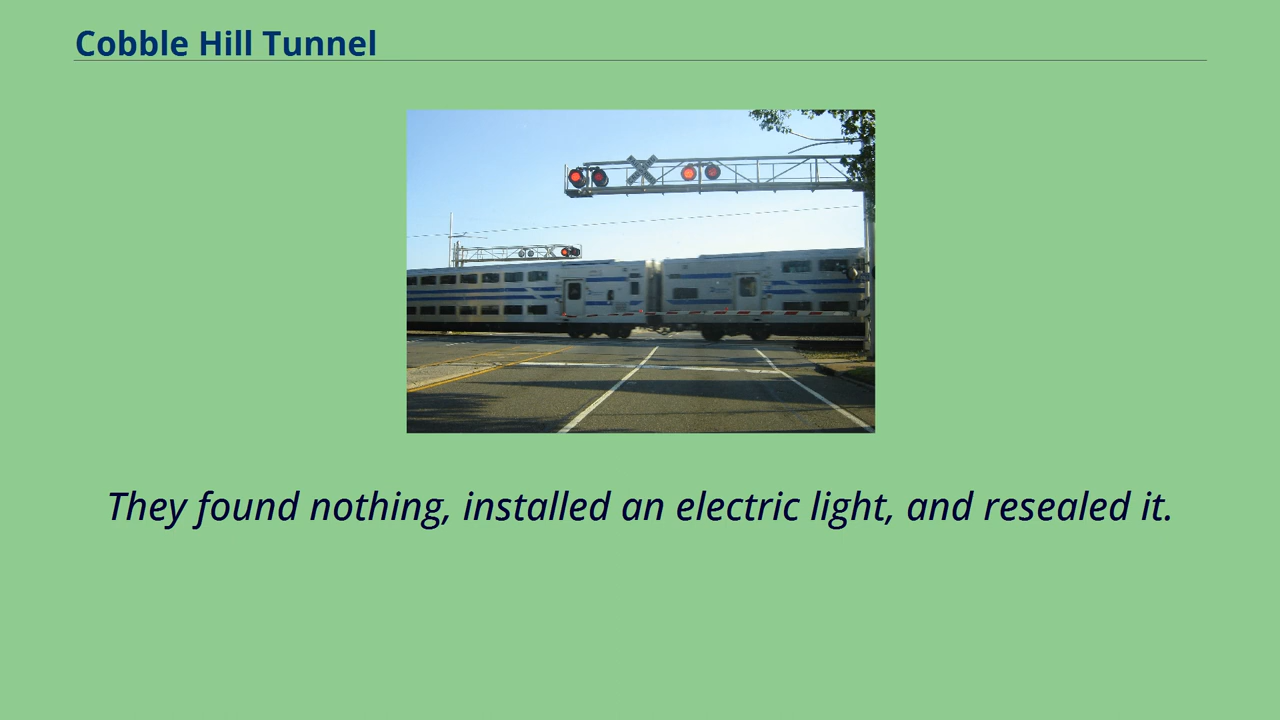 Cobble Hill Tunnel
They found nothing, installed an electric light, and resealed it.